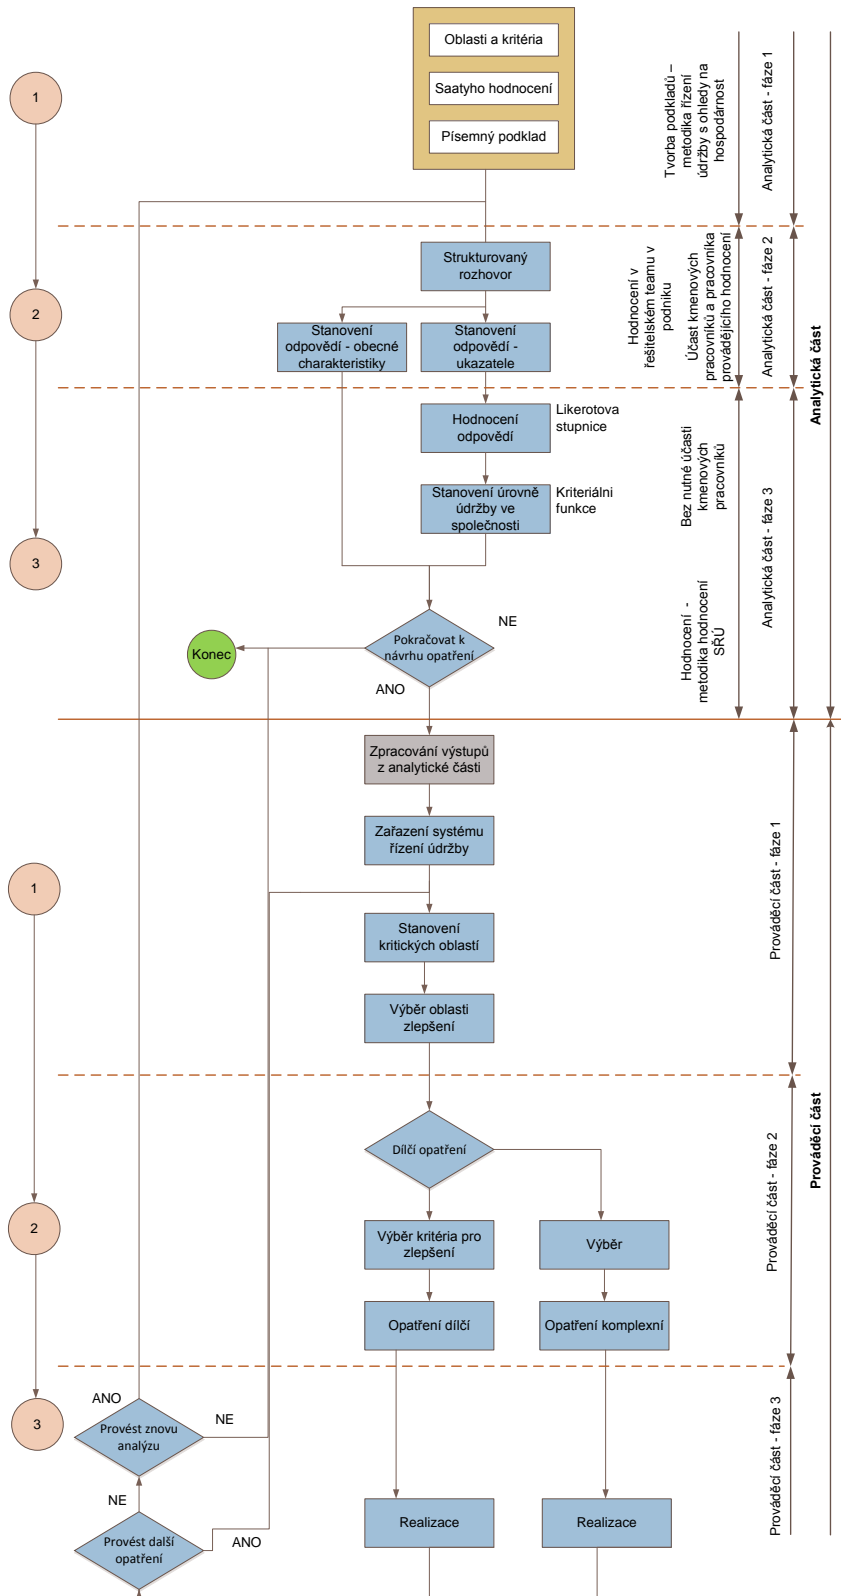 Oblasti a kritéria
Saatyho hodnocení
Písemný podklad
1
Tvorba podkladů –
metodika řízení
údržby s ohledy na
hospodárnost
Analytická část - fáze 1
Strukturovaný
rozhovor
2
Stanovení
odpovědí - obecné
charakteristiky
Stanovení
odpovědí -
ukazatele
Hodnocení v
řešitelském teamu v
podniku
Účast kmenových
pracovníků a pracovníka
provádějícího hodnocení
Analytická část - fáze 2
Analytická část
Hodnocení
odpovědí
Likerotova
stupnice
Stanovení úrovně
údržby ve
společnosti
Kriteriálni
funkce
3
Bez nutné účasti
kmenových
pracovníků
Hodnocení -
metodika hodnocení
SŘÚ
Analytická část - fáze 3
Pokračovat k
návrhu opatření
NE
Konec
ANO
Zpracování výstupů
z analytické části
Zařazení systému
řízení údržby
1
Stanovení
kritických oblastí
Výběr oblasti
zlepšení
Prováděcí část - fáze 1
Dílčí opatření
2
Výběr kritéria pro
zlepšení
Výběr
Opatření dílčí
Opatření komplexní
Prováděcí část - fáze 2
Prováděcí část
3
ANO
Provést znovu
analýzu
NE
NE
Provést další
opatření
ANO
Realizace
Realizace
Prováděcí část - fáze 3